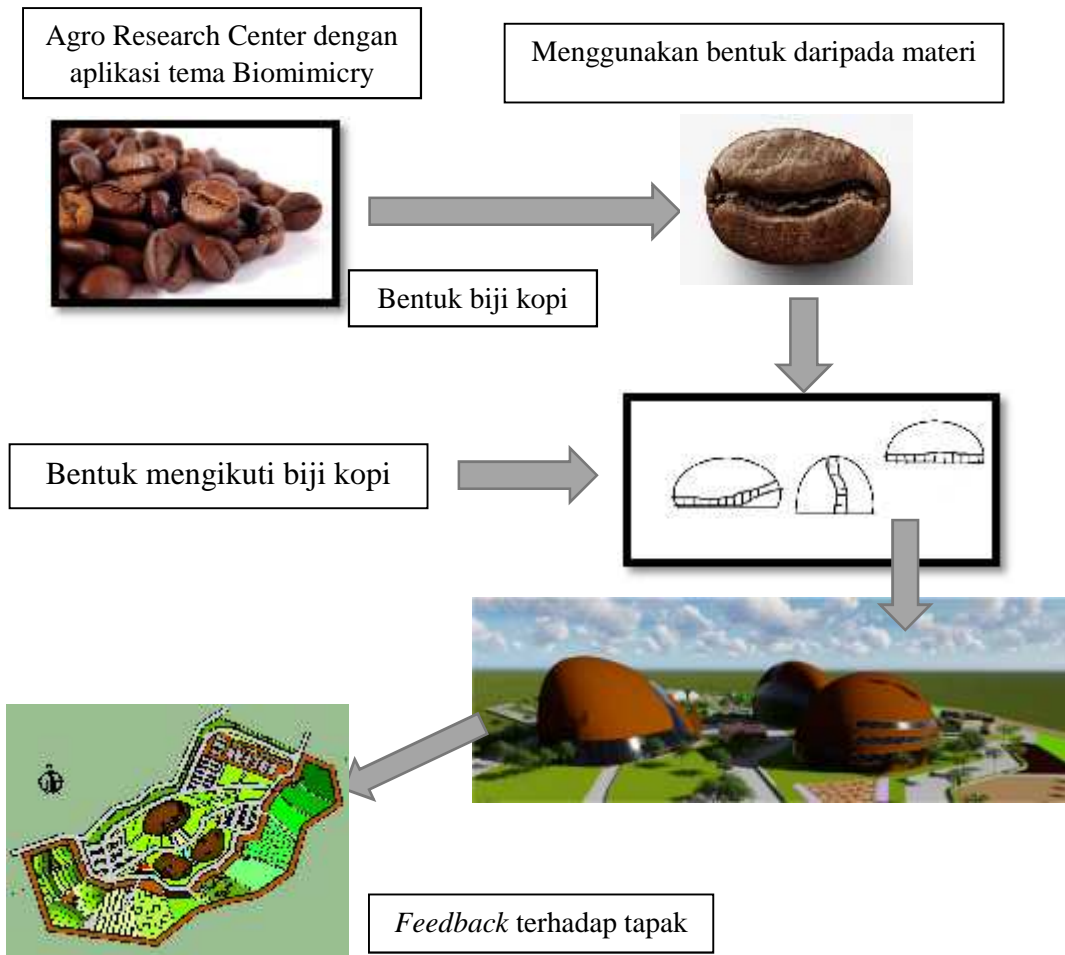 Agro Research Center dengan
aplikasi tema Biomimicry
Menggunakan bentuk daripada materi
Bentuk biji kopi
Bentuk mengikuti biji kopi
Feedback terhadap tapak